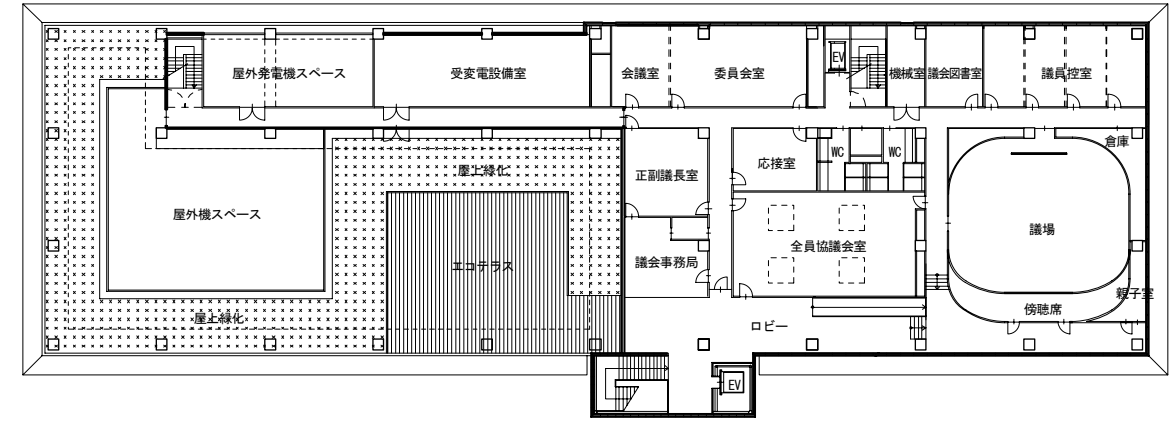 屋外発電機スペース
受変電設備室
会議室
委員会室
EV
機械室
議会図書室
議員控室
倉庫
WC
WC
応接室
屋上緑化
正副議長室
屋外機スペース
議場
全員協議会室
エコテラス
議会事務局
親子室
傍聴席
屋上緑化
ロビー
EV